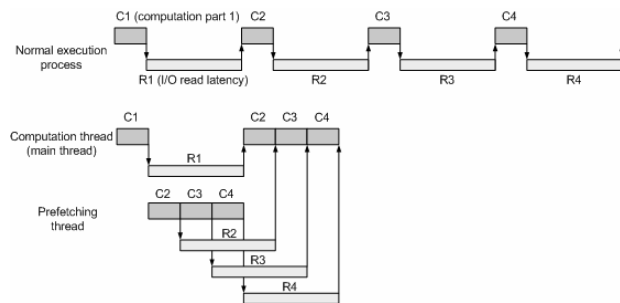 C1 (computation part 1) C2 C3 C4
Normal execution
process
R1 (I/O read latency) R2 R3 R4
C1 C2 C3 C4
Computation thread
(main thread)
R1
C2 C3 C4
Prefetching
thread
R2
R3
R4